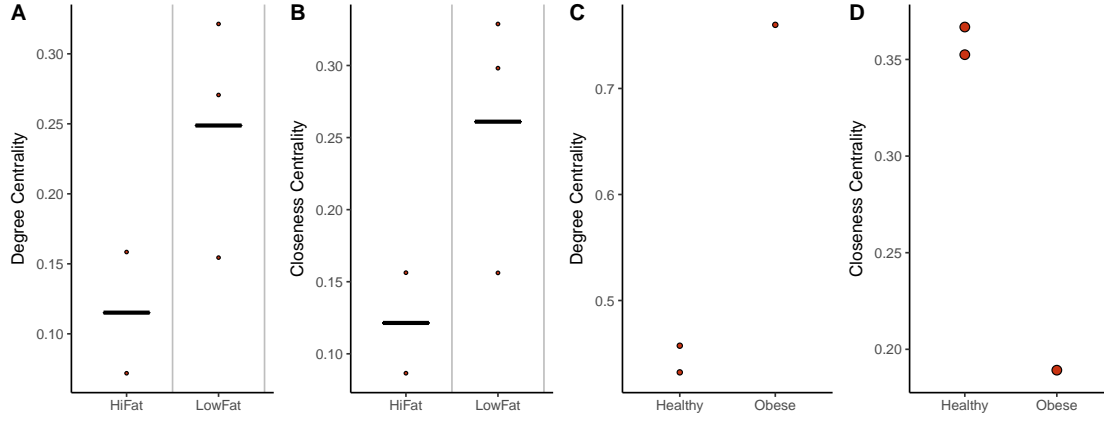 A
Degree Centrality
0.30
0.25
0.20
0.15
0.10
HiFat
LowFat
B
Closeness Centrality
0.30
0.25
0.20
0.15
0.10
HiFat
LowFat
C
Degree Centrality
0.7
0.6
0.5
Healthy
Obese
D
Closeness Centrality
0.35
0.30
0.25
0.20
Healthy
Obese